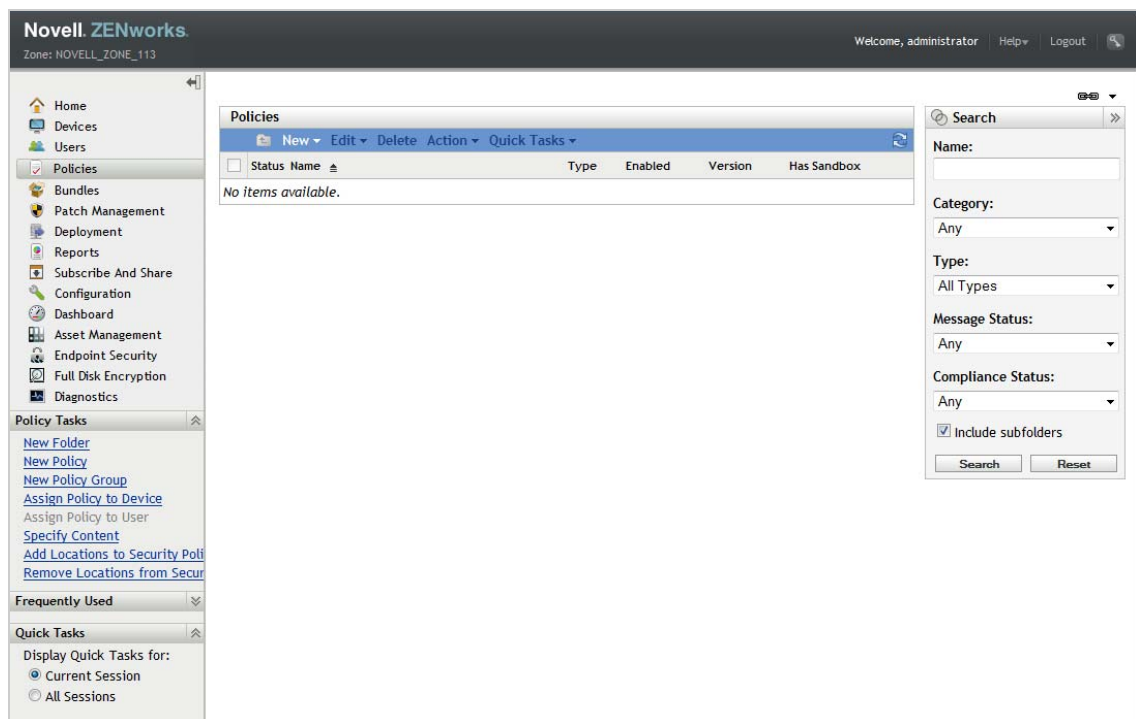 Novell. ZENworks.
Zone: NOVELL_ZONE_113
Welcome, administrator Help Logout
Home
Devices
Users
Policies
Bundles
Patch Management
Deployment
Reports
Subscribe And Share
Configuration
Dashboard
Asset Management
Endpoint Security
Full Disk Encryption
Diagnostics
Policy Tasks
New Folder
New Policy
New Policy Group
Assign Policy to Device
Assign Policy to User
Specify Content
Add Locations to Security Poli
Remove Locations from Secur
Frequently Used
Quick Tasks
Display Quick Tasks for:
Current Session
All Sessions
Policies
New Edit Delete Action Quick Tasks
Status Name Type Enabled Version Has Sandbox
No items available.
Search
Name:
Category:
Any
Type:
All Types
Message Status:
Any
Compliance Status:
Any
Include subfolders
Search Reset